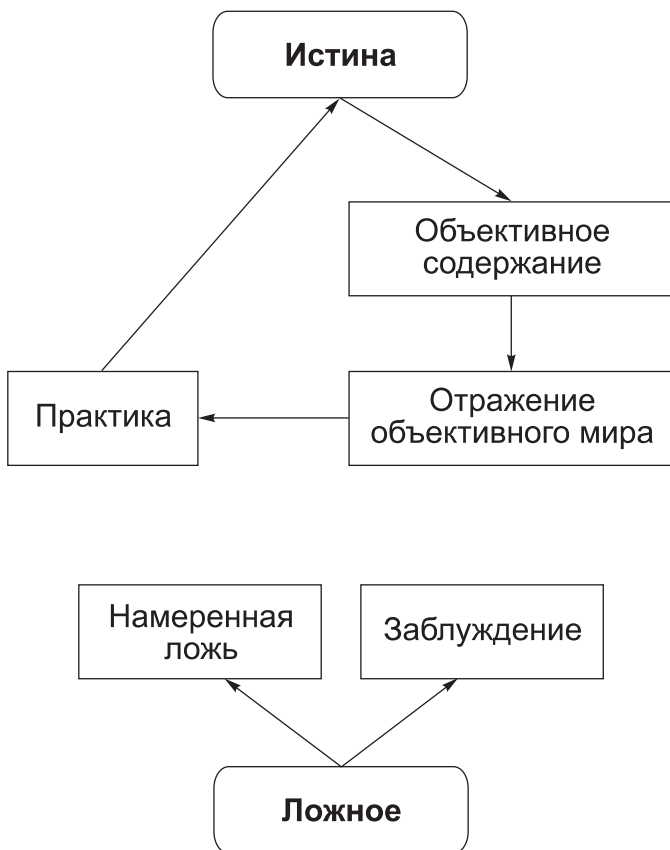 Истина
Объективное
содержание
Практика
Отражение
объективного мира
Намеренная
ложь
Заблуждение
Ложное